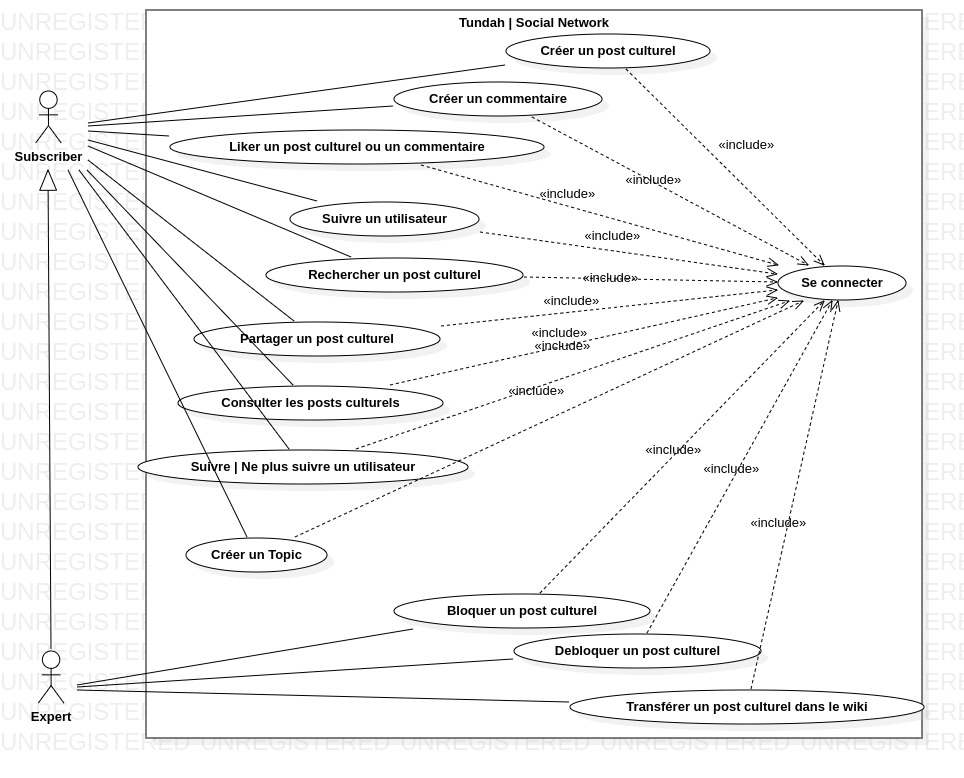 Tundah | Social Network
Créer un post culturel
Créer un commentaire
Subscriber
Liker un post culturel ou un commentaire
«include»
«include»
«include»
Suivre un utilisateur
«include»
Rechercher un post culturel
«include»
Se connecter
«include»
Partager un post culturel
«include»
«include»
Consulter les posts culturels
«include»
Suivre | Ne plus suivre un utilisateur
«include»
«include»
«include»
Créer un Topic
Bloquer un post culturel
Debloquer un post culturel
Transférer un post culturel dans le wiki
Expert
UNREGISTERED UNREGISTERED UNREGISTERED UNREGISTERED UNREGISTERED